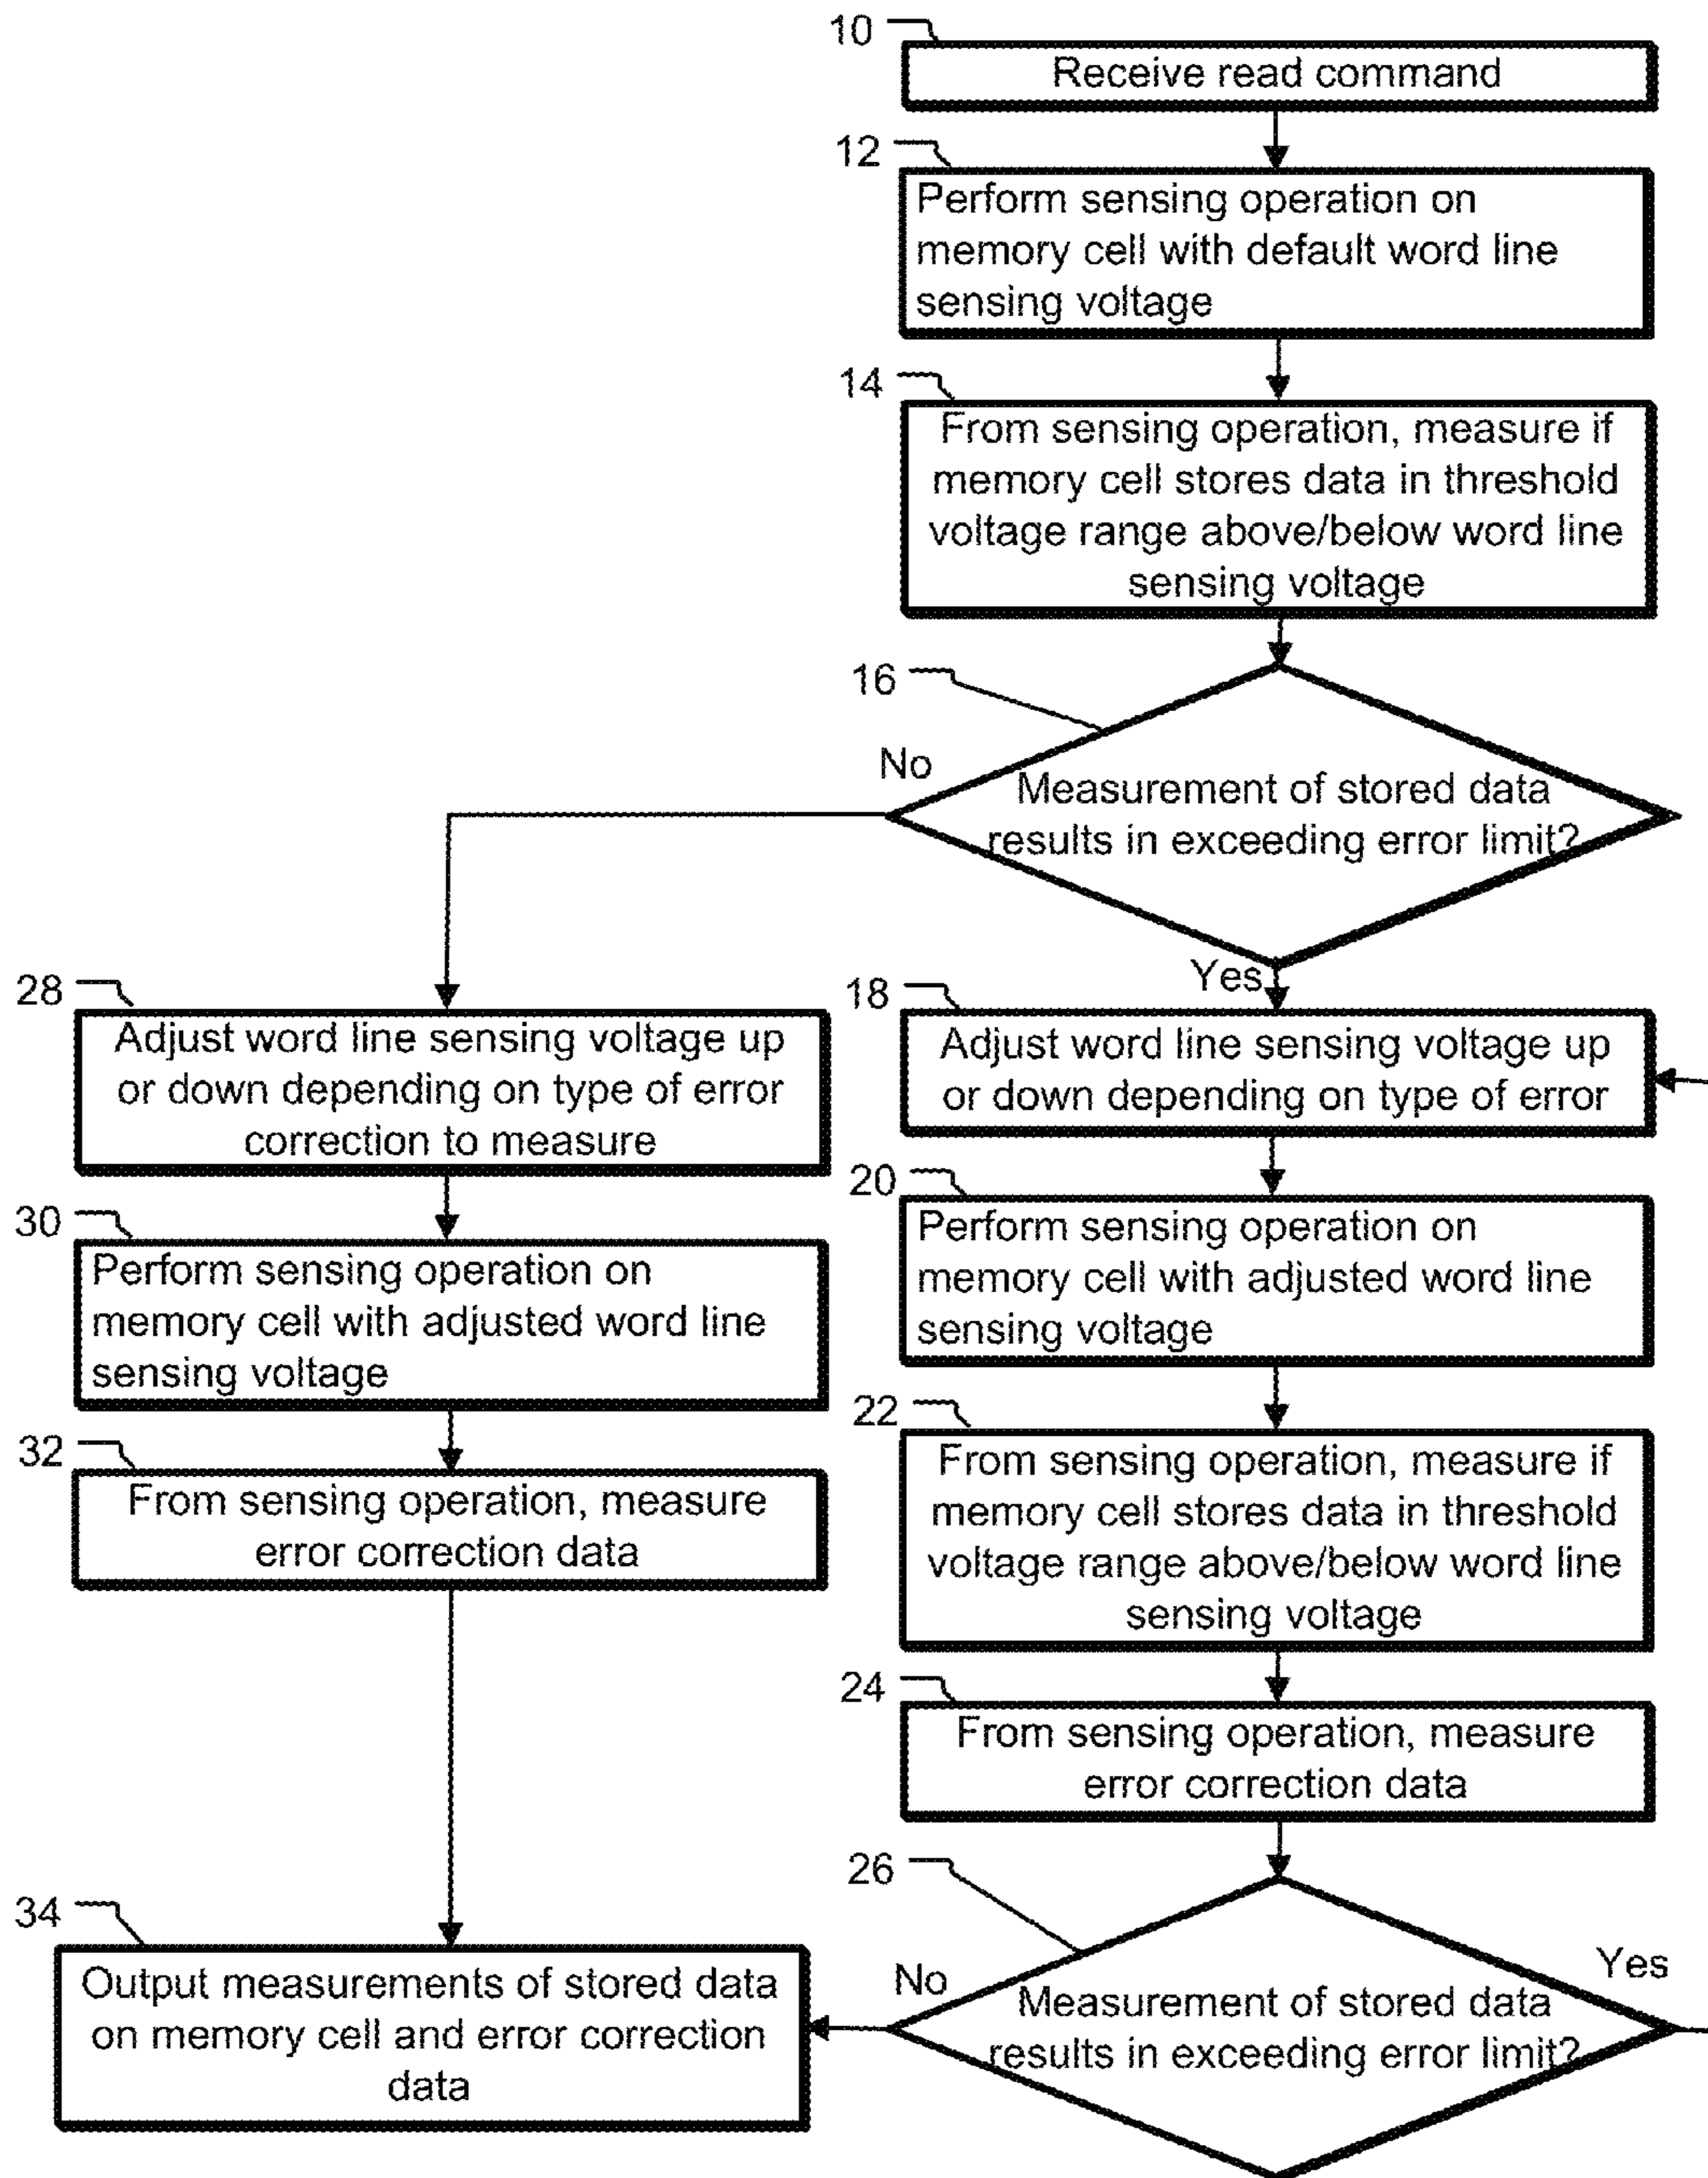 10
Receive read command
12
Perform sensing operation on
memory cell with default word line
sensing voltage
14
From sensing operation, measure if
memory cell stores data in threshold
voltage range above/below word line
sensing voltage
16
No
Measurement of stored data
results in exceeding error limit?
Yes
28
Adjust word line sensing voltage up
or down depending on type of error
correction to measure
30
Perform sensing operation on
memory cell with adjusted word line
sensing voltage
32
From sensing operation, measure
error correction data
18
Adjust word line sensing voltage up
or down depending on type of error
20
Perform sensing operation on
memory cell with adjusted word line
sensing voltage
22
From sensing operation, measure if
memory cell stores data in threshold
voltage range above/below word line
sensing voltage
24
From sensing operation, measure
error correction data
26
No
Yes
Measurement of stored data
results in exceeding error limit?
34
Output measurements of stored data
on memory cell and error correction
data